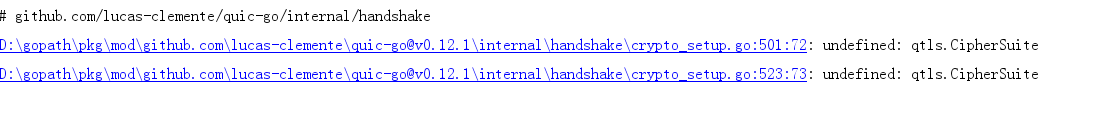 # github.com/lucas-clemente/quic-go/internal/handshake
D:\gopath\pkg\mod\github.com\lucas-clemente\quic-go@v0.12.1\internal\handshake\crypto_setup.go:501:72: undefined: qtls.CipherSuite
D:\gopath\pkg\mod\github.com\lucas-clemente\quic-go@v0.12.1\internal\handshake\crypto_setup.go:523:73: undefined: qtls.CipherSuite